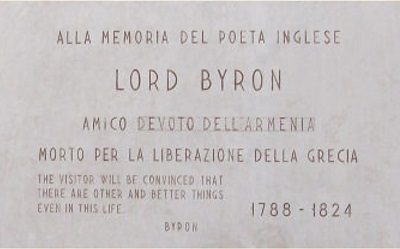 ALLA MEMORIA DEL POETA INGLESE
LORD BYRON
AMICO DEVOTO DELL'ARMENIA
MORTO PER LA LIBERAZIONE DELLA GRECIA
THE VISITOR WILL BE CONVINCED THAT
THERE ARE OTHER AND BETTER THINGS
EVEN IN THIS LIFE.
BYRON
1788 - 1824